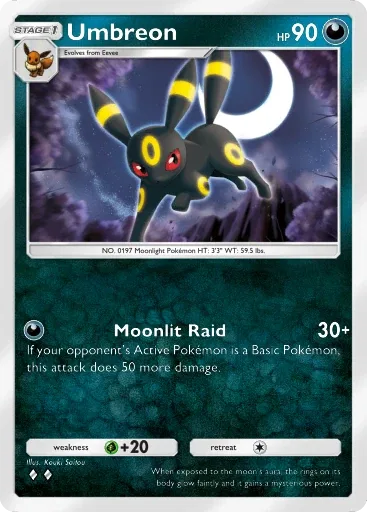 STAGE 1
Umbreon
HP 90
Evolves from Eevee
NO. 0197 Moonlight Pokémon HT: 3'3" WT: 59.5 lbs.
Moonlit Raid 30+
If your opponent's Active Pokémon is a Basic Pokémon,
this attack does 50 more damage.
weakness +20 retreat
Illus. Kouki Saitou
When exposed to the moon's aura, the rings on its
body glow faintly and it gains a mysterious power.